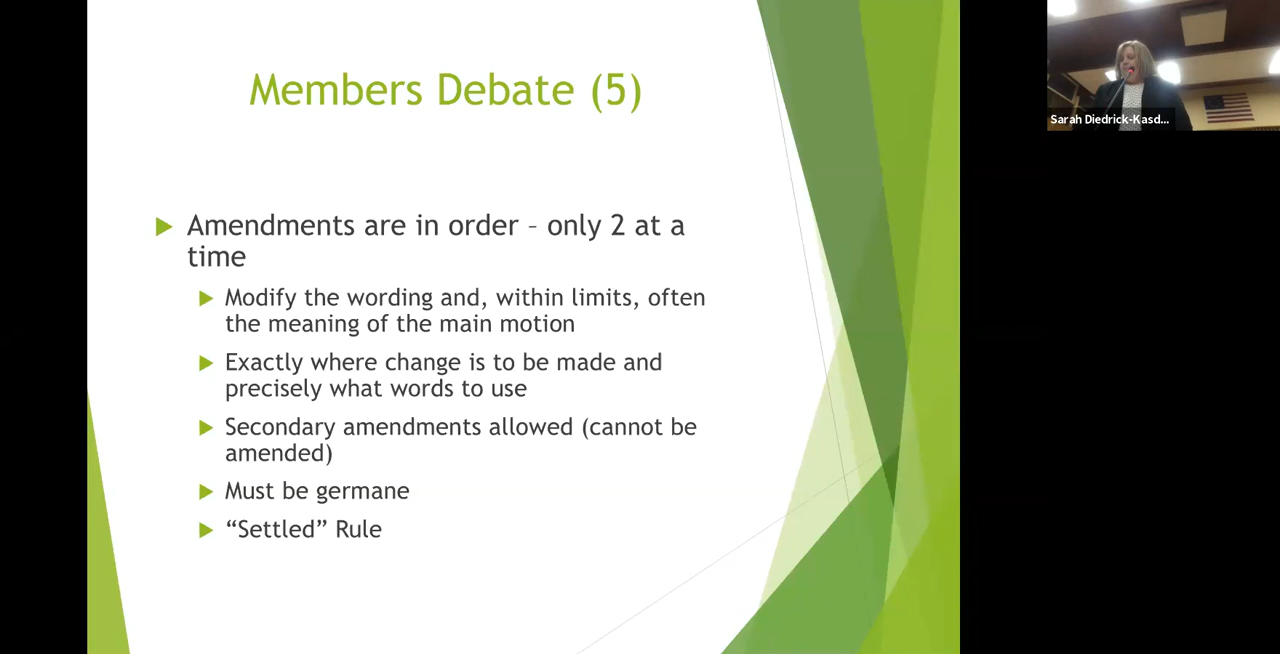 Members Debate (5)
Amendments are in order – only 2 at a
time
Modify the wording and, within limits, often
the meaning of the main motion
Exactly where change is to be made and
precisely what words to use
Secondary amendments allowed (cannot be
amended)
Must be germane
“Settled” Rule
Sarah Diedrick-Kasd...